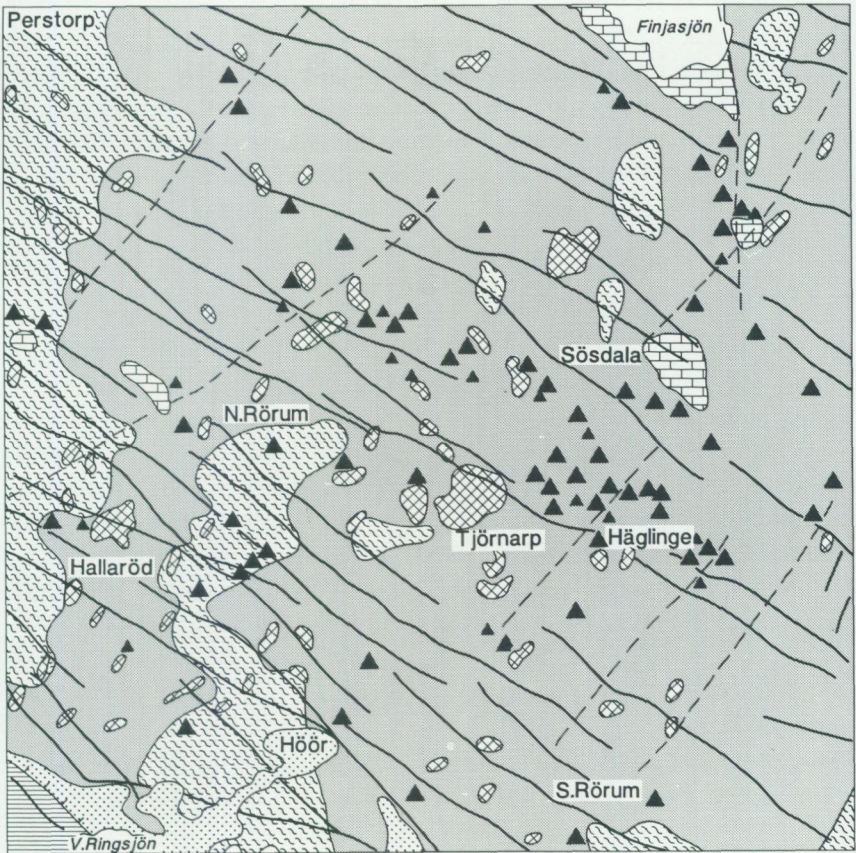 Perstorp
Finjasjön
Sösdala
N.Rörum
Tjörnarp
Häglinge
Hallaröd
Höör
S.Rörum
V.Ringsjön